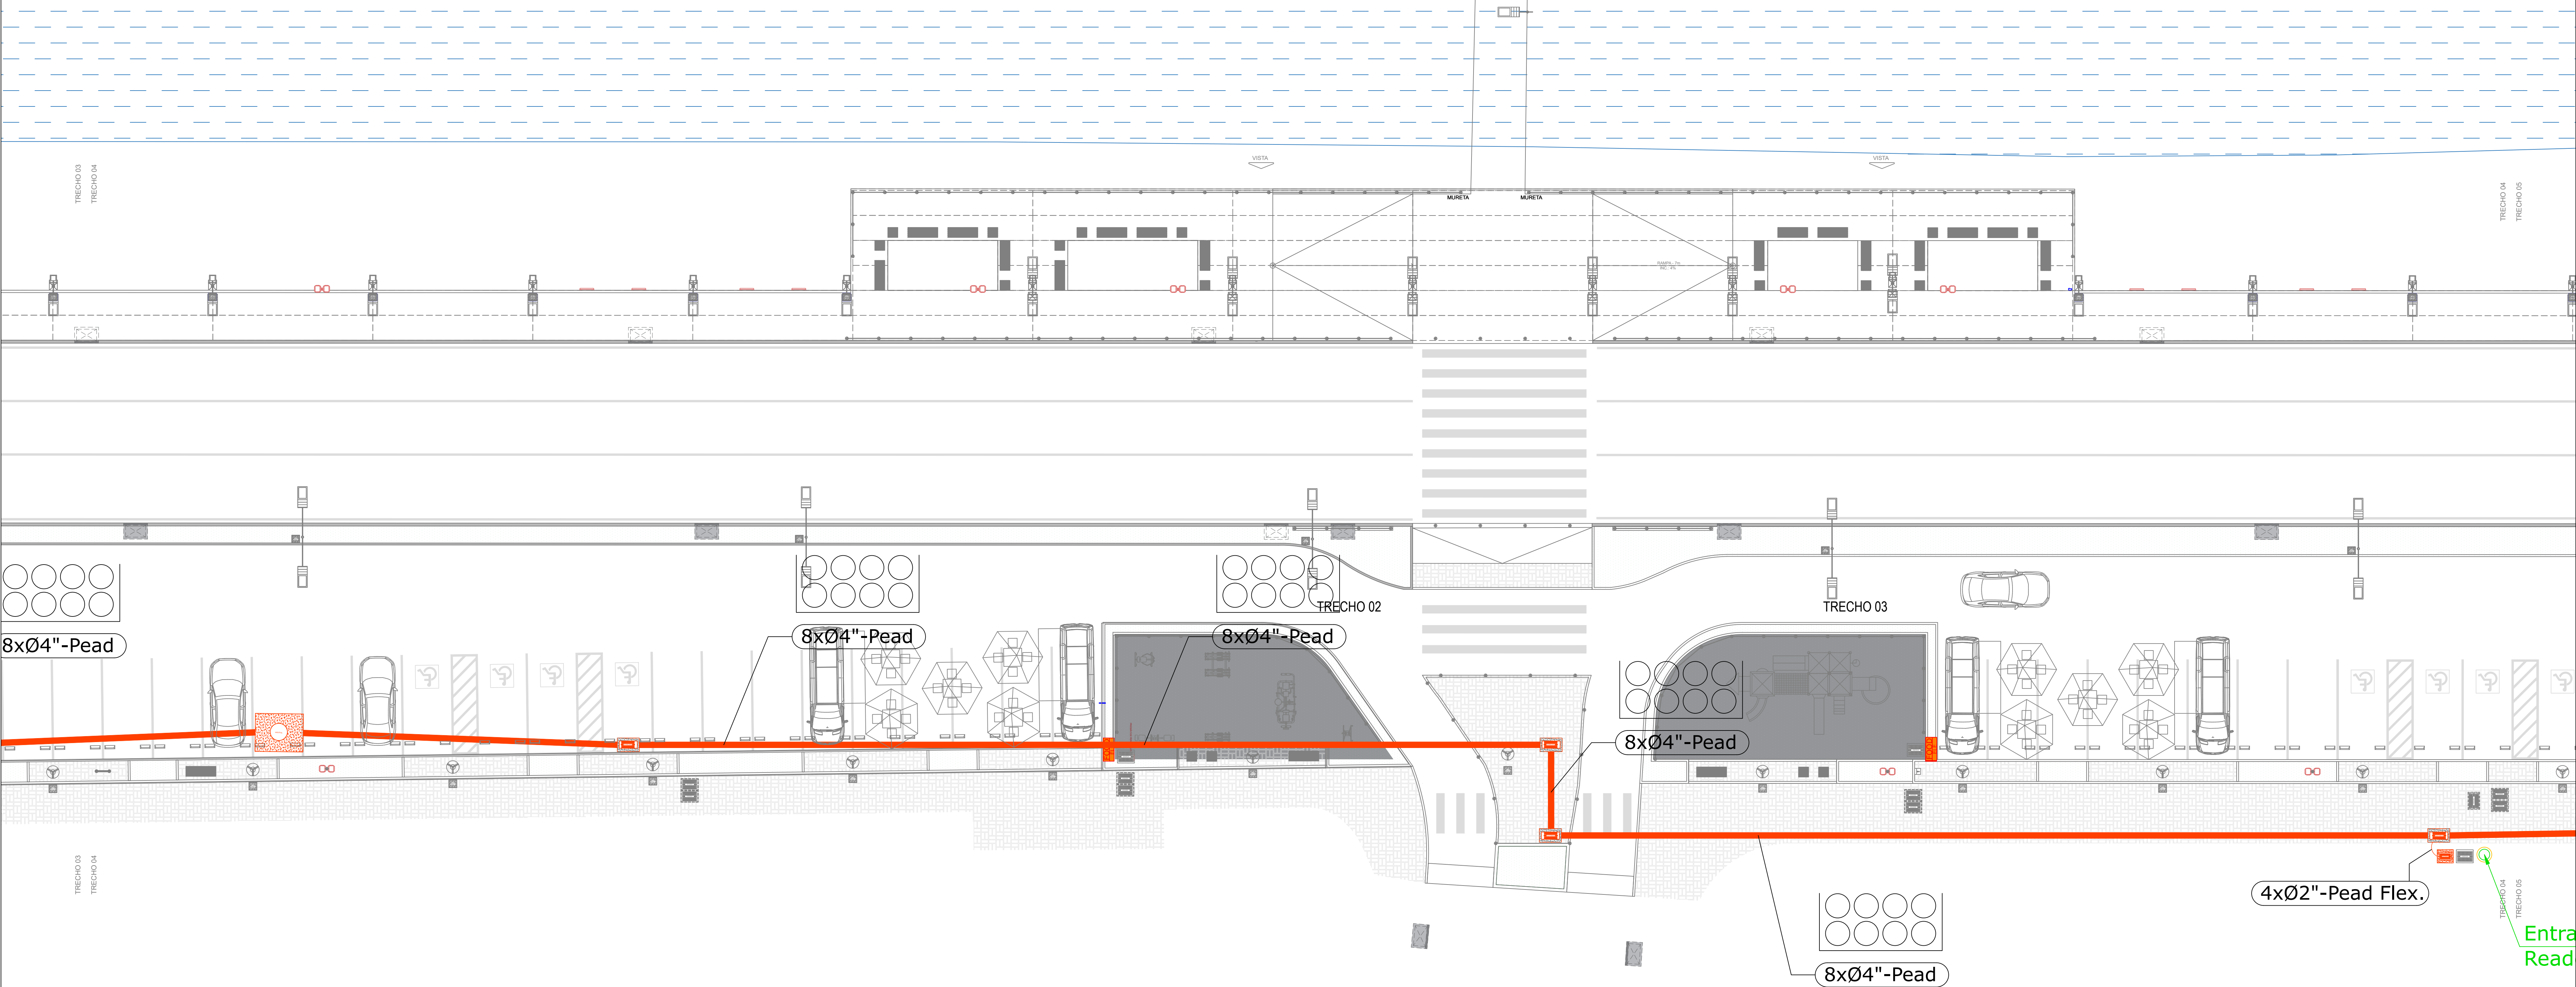 VISTA
VISTA
TRECHO 03
TRECHO 04
TRECHO 04
TRECHO 05
MURETA
MURETA
TRECHO 02
TRECHO 03
8xØ4"-Pead
8xØ4"-Pead
8xØ4"-Pead
8xØ4"-Pead
TRECHO 03
TRECHO 04
4xØ2"-Pead Flex.
TRECHO 04
TRECHO 05
Entra
Read
8xØ4"-Pead